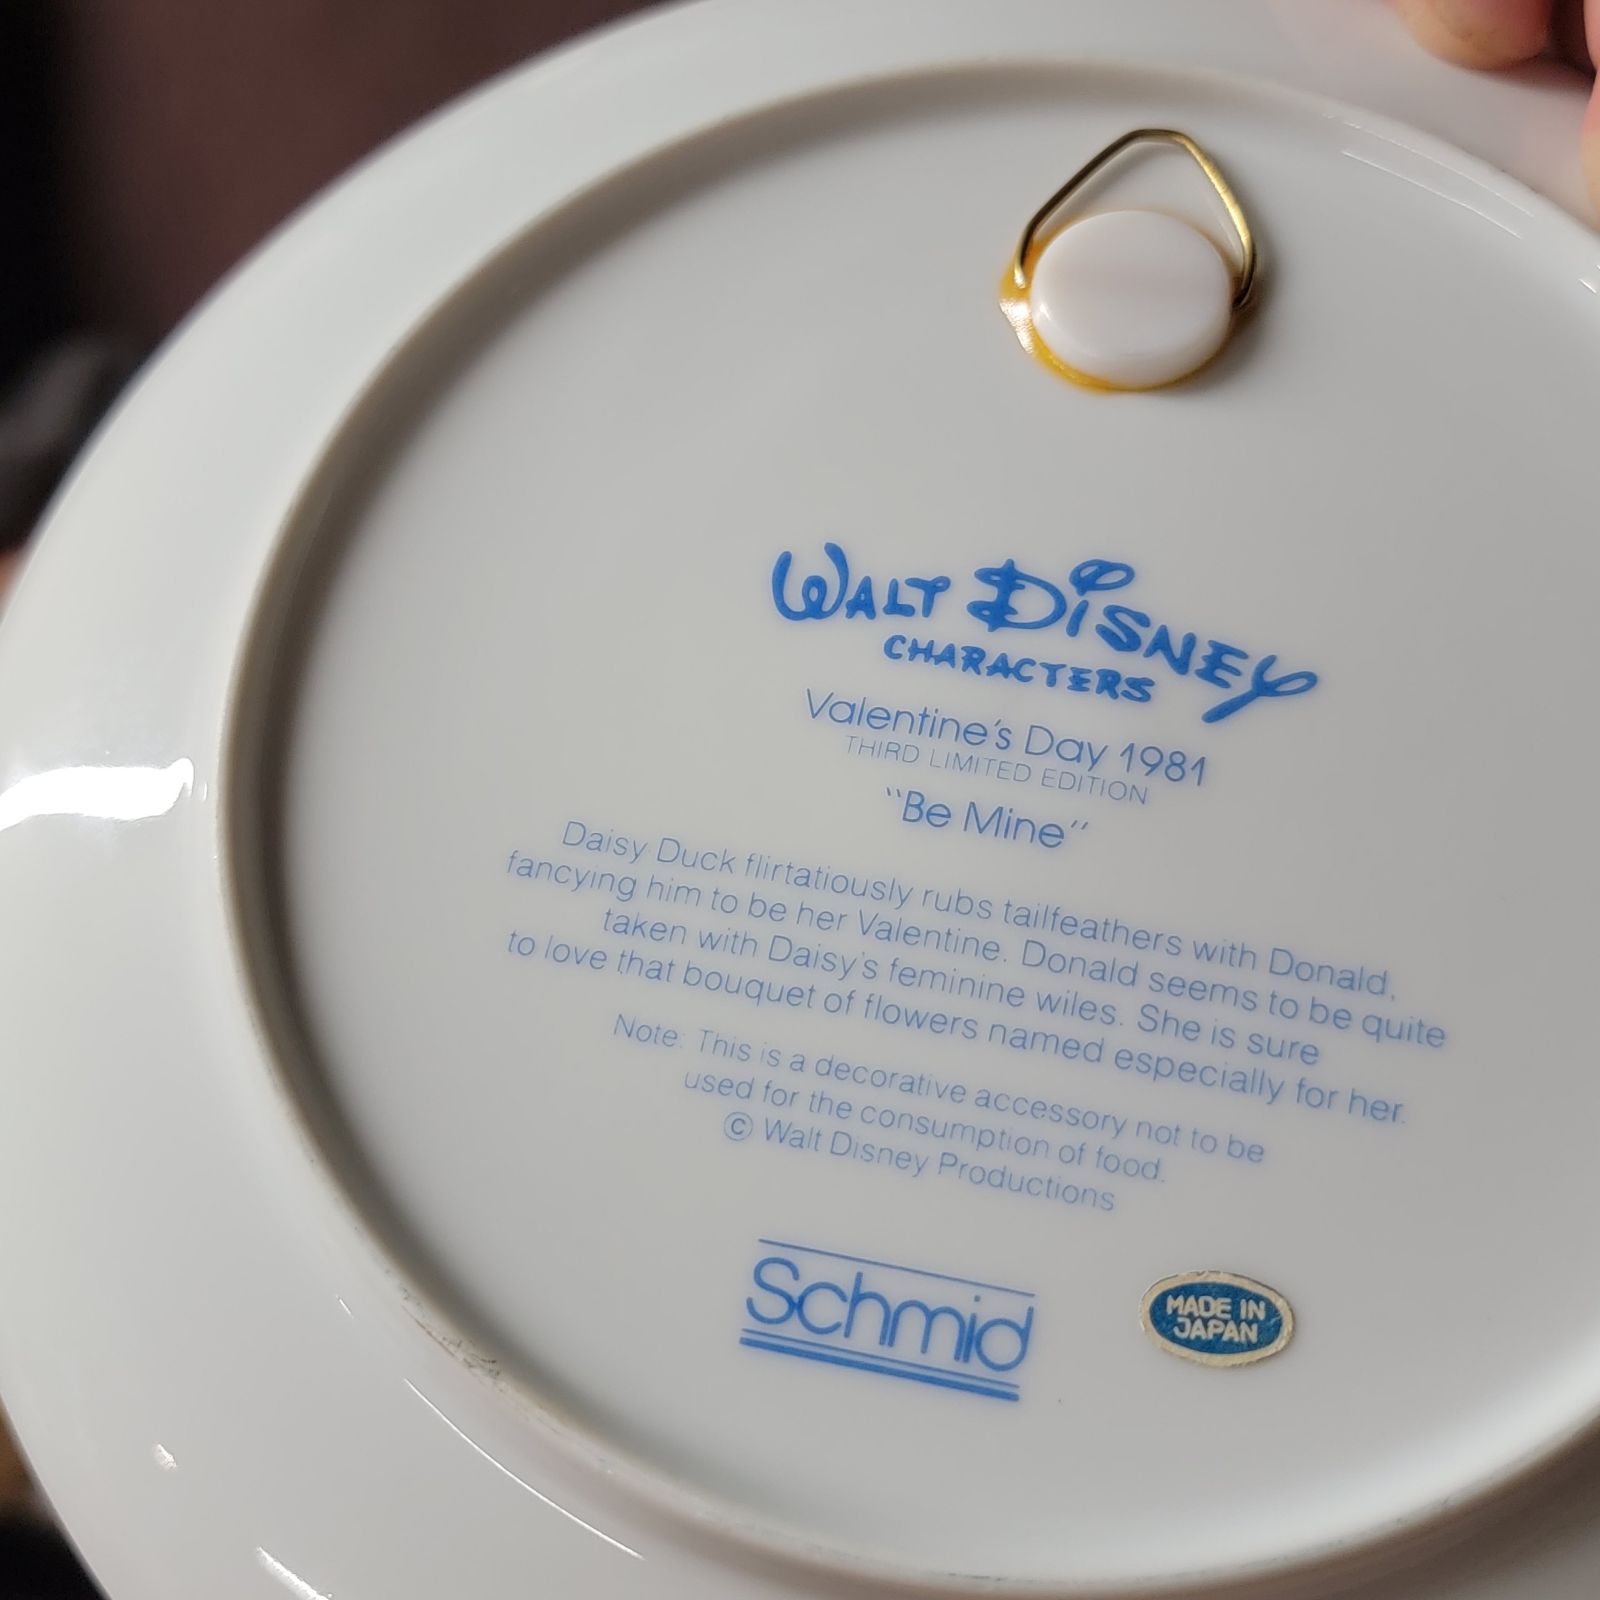 WALT DISNEY
CHARACTERS
Valentine's Day 1981
THIRD LIMITED EDITION
"Be Mine"
Daisy Duck flirtatiously rubs tailfeathers with Donald,
fancying him to be her Valentine. Donald seems to be quite
taken with Daisy's feminine wiles. She is sure
to love that bouquet of flowers named especially for her.
Note: This is a decorative accessory not to be
used for the consumption of food.
© Walt Disney Productions
Schmid
MADE IN
JAPAN